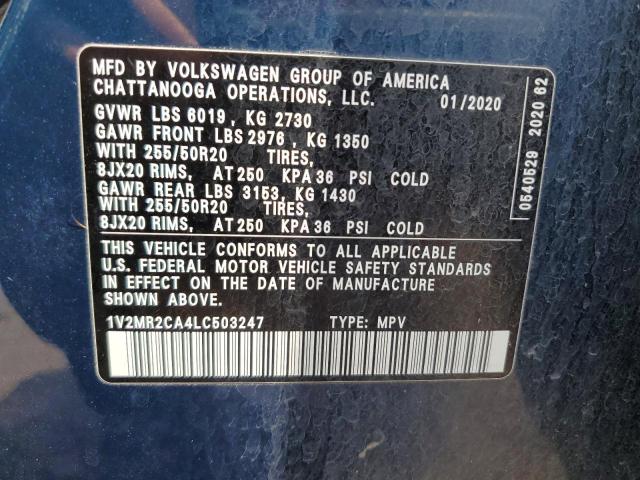 MFD BY VOLKSWAGEN GROUP OF AMERICA
CHATTANOOGA OPERATIONS, LLC. 01/2020
GVWR LBS 6019, KG 2730
GAWR FRONT LBS 2976, KG 1350
WITH 255/50R20 TIRES,
8JX20 RIMS, AT 250 KPA 36 PSI COLD
GAWR REAR LBS 3153, KG 1430
WITH 255/50R20 TIRES,
8JX20 RIMS, AT 250 KPA 36 PSI COLD
THIS VEHICLE CONFORMS TO ALL APPLICABLE
U.S. FEDERAL MOTOR VEHICLE SAFETY STANDARDS
IN EFFECT ON THE DATE OF MANUFACTURE
SHOWN ABOVE.
1V2MR2CA4LC503247 TYPE: MPV
0540529 2020 62